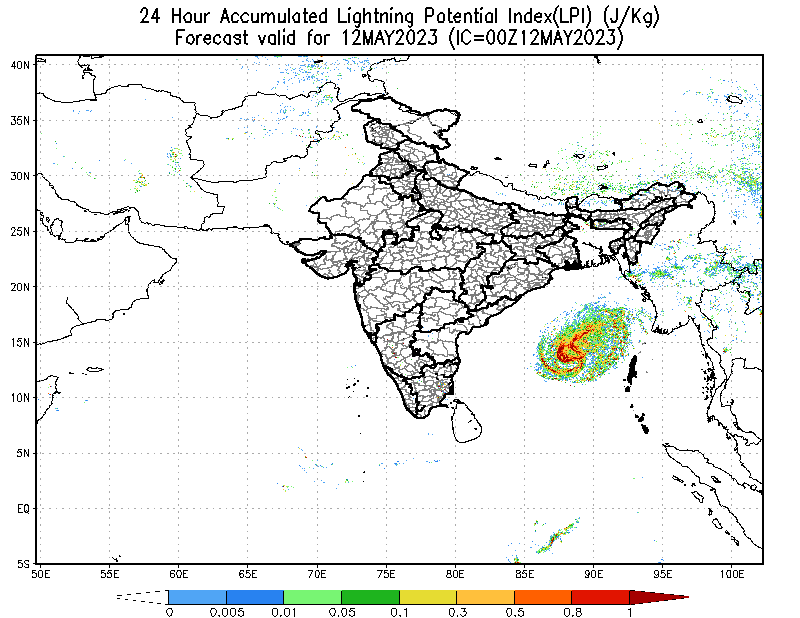 24 Hour Accumulated Lightning Potential Index(LPI) (J/Kg)
Forecast valid for 12MAY2023 (IC=00Z12MAY2023)
40N
35N
30N
25N
20N
15N
10N
5N
EQ
5S
50E 55E 60E 65E 70E 75E 80E 85E 90E 95E 100E
0 0.005 0.01 0.05 0.1 0.3 0.5 0.8 1